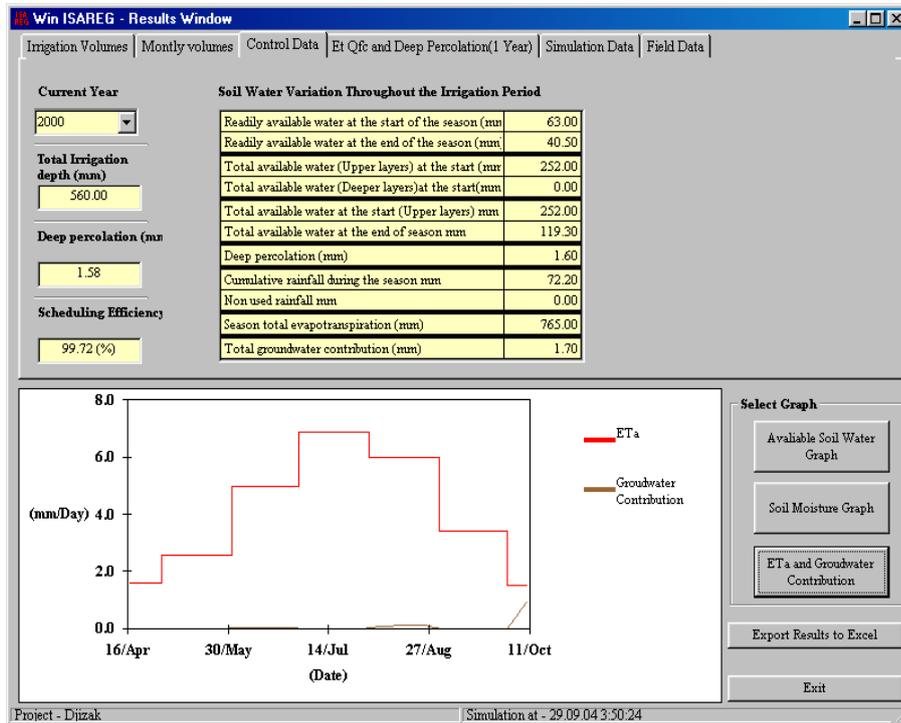 Win ISAREG - Results Window
Irrigation Volumes Montly volumes Control Data Et Qfc and Deep Percolation(1 Year) Simulation Data Field Data
Current Year
2000
Total Irrigation
depth (mm)
560.00
Deep percolation (mm
1.58
Scheduling Efficiency
99.72 (%)
Soil Water Variation Throughout the Irrigation Period
Readily available water at the start of the season (mm 63.00
Readily available water at the end of the season (mm) 40.50
Total available water (Upper layers) at the start (mm 252.00
Total available water (Deeper layers)at the start(mm 0.00
Total available water at the start (Upper layers) mm 252.00
Total available water at the end of season mm 119.30
Deep percolation (mm) 1.60
Cumulative rainfall during the season mm 72.20
Non used rainfall mm 0.00
Season total evapotranspiration (mm) 765.00
Total groundwater contribution (mm) 1.70
8.0
6.0
(mm/Day) 4.0
2.0
0.0
16/Apr 30/May 14/Jul 27/Aug 11/Oct
(Date)
ETa
Groudwater
Contribution
Select Graph
Avaliable Soil Water
Graph
Soil Moisture Graph
ETa and Groudwater
Contribution
Export Results to Excel
Exit
Project - Djizak
Simulation at - 29.09.04 3:50:24